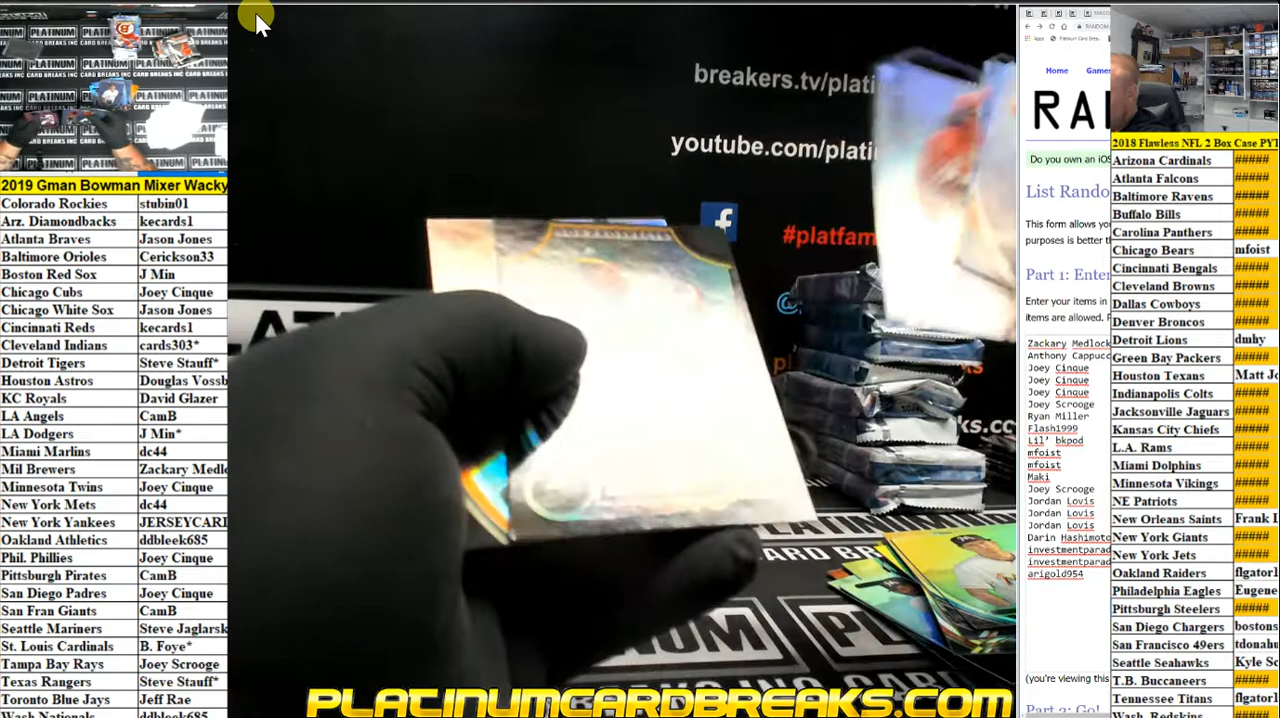 2019 Gman Bowman Mixer Wacky
Colorado Rockies stubin01
Arz. Diamondbacks kecards1
Atlanta Braves Jason Jones
Baltimore Orioles Cerickson33
Boston Red Sox J Min
Chicago Cubs Joey Cinque
Chicago White Sox Jason Jones
Cincinnati Reds kecards1
Cleveland Indians cards303*
Detroit Tigers Steve Stauff*
Houston Astros Douglas Vossb
KC Royals David Glazer
LA Angels CamB
LA Dodgers J Min*
Miami Marlins dc44
Mil Brewers Zackary Medlo
Minnesota Twins Joey Cinque
New York Mets dc44
New York Yankees JERSEYCARI
Oakland Athletics ddbleek685
Phil. Phillies Joey Cinque
Pittsburgh Pirates CamB
San Diego Padres Joey Cinque
San Fran Giants CamB
Seattle Mariners Steve Jaglarsk
St. Louis Cardinals B. Foye*
Tampa Bay Rays Joey Scrooge
Texas Rangers Steve Stauff*
Toronto Blue Jays Jeff Rae
Wash Nationals ddbleek685
breakers.tv/plati
youtube.com/plati
f
#platfam
@
PLATINUM
CARD BREA
PLATINUMCARDBREAKS.COM
Home Games
RAN
Do you own an iOS
List Rando
This form allows you
purposes is better th
Part 1: Enter
Enter your items in
items are allowed. P
Zackary Medlock
Anthony Cappucc
Joey Cinque
Joey Cinque
Joey Cinque
Joey Scrooge
Ryan Miller
Flash1999
Lil' bkpod
mfoist
mfoist
Maki
Joey Scrooge
Jordan Lovis
Jordan Lovis
Jordan Lovis
Darin Hashimoto
investmentparad
investmentparad
arigold954
(you're viewing this
Part 2: Go!
2018 Flawless NFL 2 Box Case PYT
Arizona Cardinals #####
Atlanta Falcons #####
Baltimore Ravens #####
Buffalo Bills #####
Carolina Panthers #####
Chicago Bears mfoist
Cincinnati Bengals #####
Cleveland Browns #####
Dallas Cowboys #####
Denver Broncos #####
Detroit Lions dmhy
Green Bay Packers #####
Houston Texans Matt Jo
Indianapolis Colts #####
Jacksonville Jaguars #####
Kansas City Chiefs #####
L.A. Rams #####
Miami Dolphins #####
Minnesota Vikings #####
NE Patriots #####
New Orleans Saints Frank l
New York Giants #####
New York Jets #####
Oakland Raiders flgator1
Philadelphia Eagles Eugene
Pittsburgh Steelers #####
San Diego Chargers bostons
San Francisco 49ers tdonahu
Seattle Seahawks Kyle Sc
T.B. Buccaneers #####
Tennessee Titans flgator1
Wash. Redskins #####